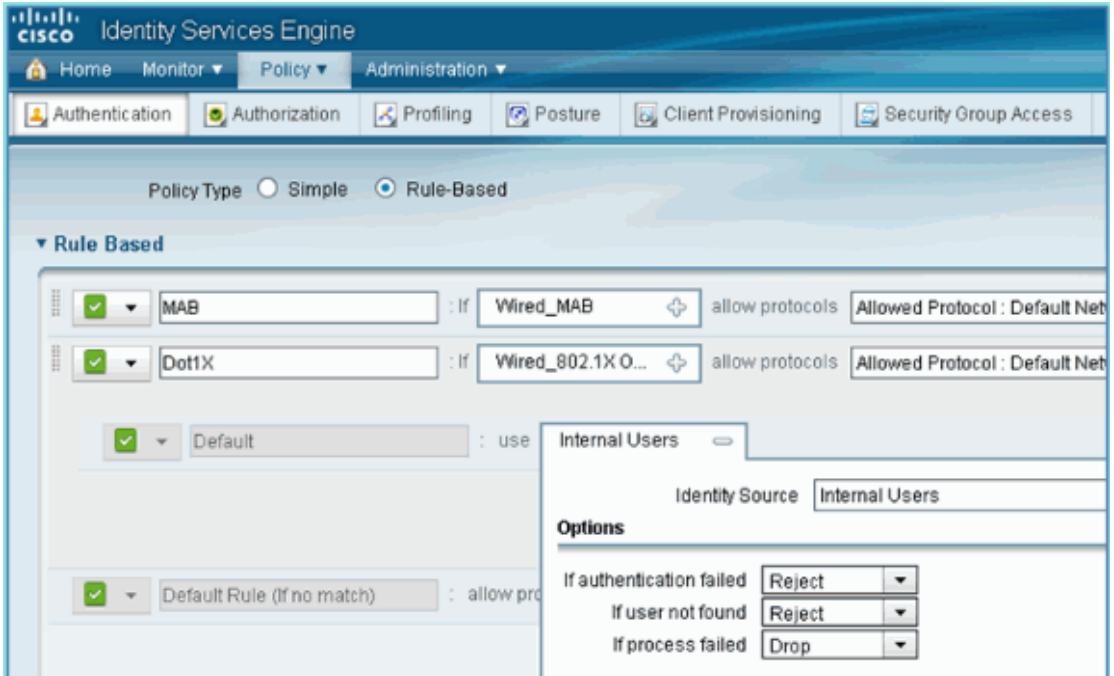 CISCO Identity Services Engine
Home Monitor Policy Administration
Authentication Authorization Profiling Posture Client Provisioning Security Group Access
Policy Type Simple Rule-Based
Rule Based
MAB : If Wired_MAB allow protocols Allowed Protocol : Default Net
Dot1X : If Wired_802.1X O... allow protocols Allowed Protocol : Default Net
Default : use Internal Users
Identity Source Internal Users
Options
If authentication failed Reject
If user not found Reject
If process failed Drop
Default Rule (If no match) : allow pro